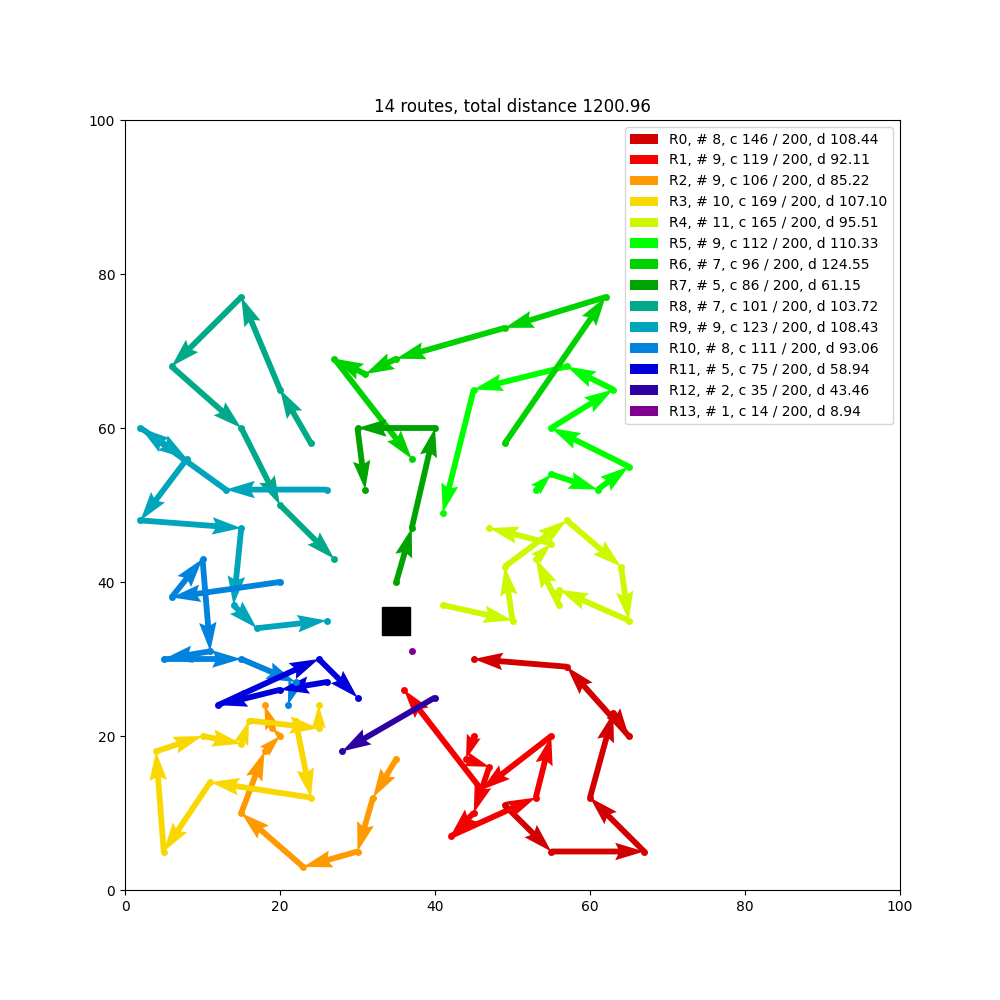 14 routes, total distance 1200.96
R0, # 8, c 146 / 200, d 108.44
R1, # 9, c 119 / 200, d 92.11
R2, # 9, c 106 / 200, d 85.22
R3, # 10, c 169 / 200, d 107.10
R4, # 11, c 165 / 200, d 95.51
R5, # 9, c 112 / 200, d 110.33
R6, # 7, c 96 / 200, d 124.55
R7, # 5, c 86 / 200, d 61.15
R8, # 7, c 101 / 200, d 103.72
R9, # 9, c 123 / 200, d 108.43
R10, # 8, c 111 / 200, d 93.06
R11, # 5, c 75 / 200, d 58.94
R12, # 2, c 35 / 200, d 43.46
R13, # 1, c 14 / 200, d 8.94
100
80
60
40
20
0
0 20 40 60 80 100